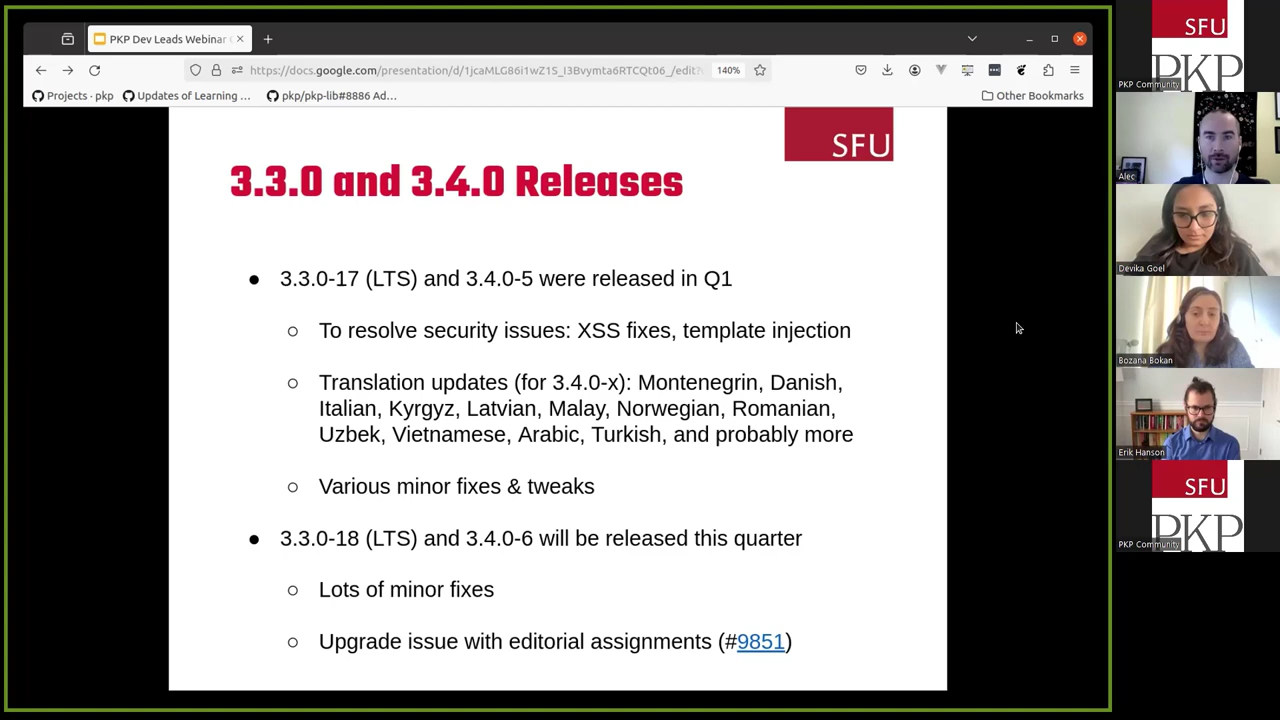 PKP Dev Leads Webinar
https://docs.google.com/presentation/d/1jcaMLG86i1wZ1S_I3Bvymta6RTCQt06_/edit?
140%
Projects · pkp
Updates of Learning ...
pkp/pkp-lib#8886 Ad...
Other Bookmarks
SFU
3.3.0 and 3.4.0 Releases
● 3.3.0-17 (LTS) and 3.4.0-5 were released in Q1
○ To resolve security issues: XSS fixes, template injection
○ Translation updates (for 3.4.0-x): Montenegrin, Danish,
Italian, Kyrgyz, Latvian, Malay, Norwegian, Romanian,
Uzbek, Vietnamese, Arabic, Turkish, and probably more
○ Various minor fixes & tweaks
● 3.3.0-18 (LTS) and 3.4.0-6 will be released this quarter
○ Lots of minor fixes
○ Upgrade issue with editorial assignments (#9851)
SFU
PKP
PKP Community
Alec
Devika Goel
Bozana Bokan
Erik Hanson
SFU
PKP
PKP Community